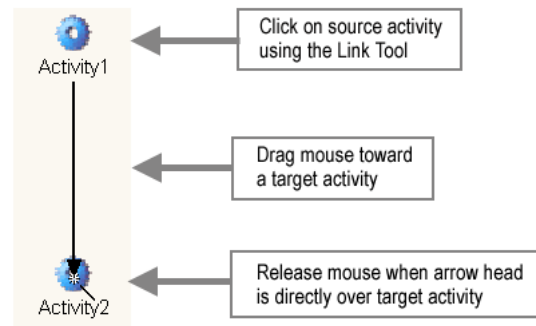 Click on source activity
using the Link Tool
Activity1
Drag mouse toward
a target activity
Release mouse when arrow head
is directly over target activity
Activity2